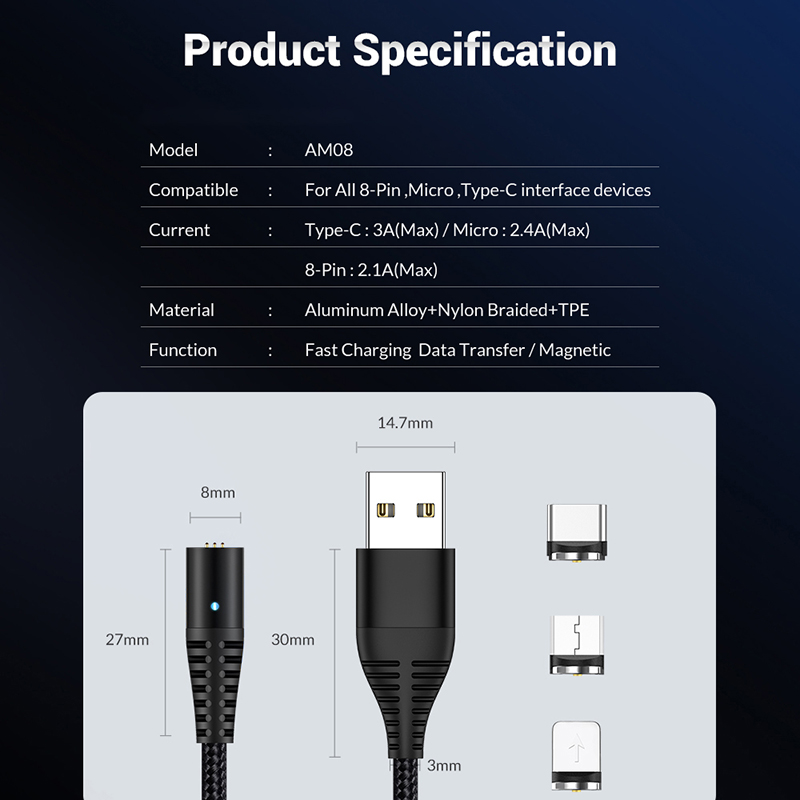 Product Specification
Model : AM08
Compatible : For All 8-Pin ,Micro ,Type-C interface devices
Current : Type-C : 3A(Max) / Micro : 2.4A(Max)
8-Pin : 2.1A(Max)
Material : Aluminum Alloy+Nylon Braided+TPE
Function : Fast Charging Data Transfer / Magnetic
14.7mm
8mm
27mm
30mm
3mm